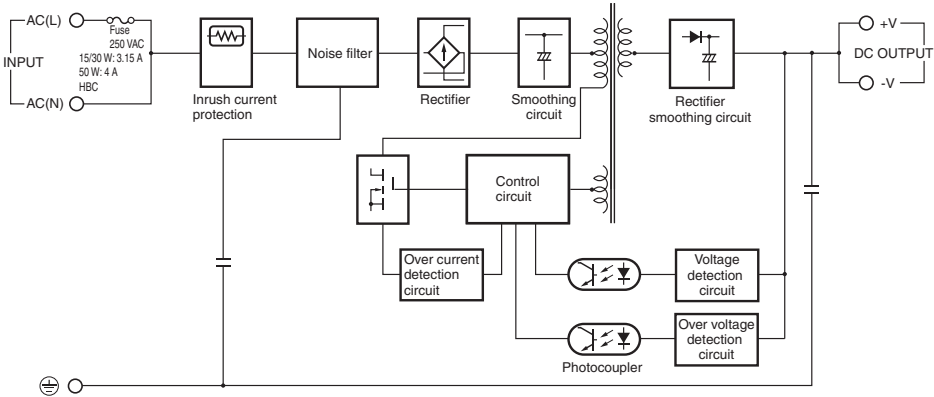 AC(L)
Fuse
250 VAC
15/30 W: 3.15 A
50 W: 4 A
HBC
INPUT
AC(N)
Inrush current
protection
Noise filter
Rectifier
Smoothing
circuit
Rectifier
smoothing circuit
+V
DC OUTPUT
-V
Control
circuit
Over current
detection
circuit
Voltage
detection
circuit
Over voltage
detection
circuit
Photocoupler